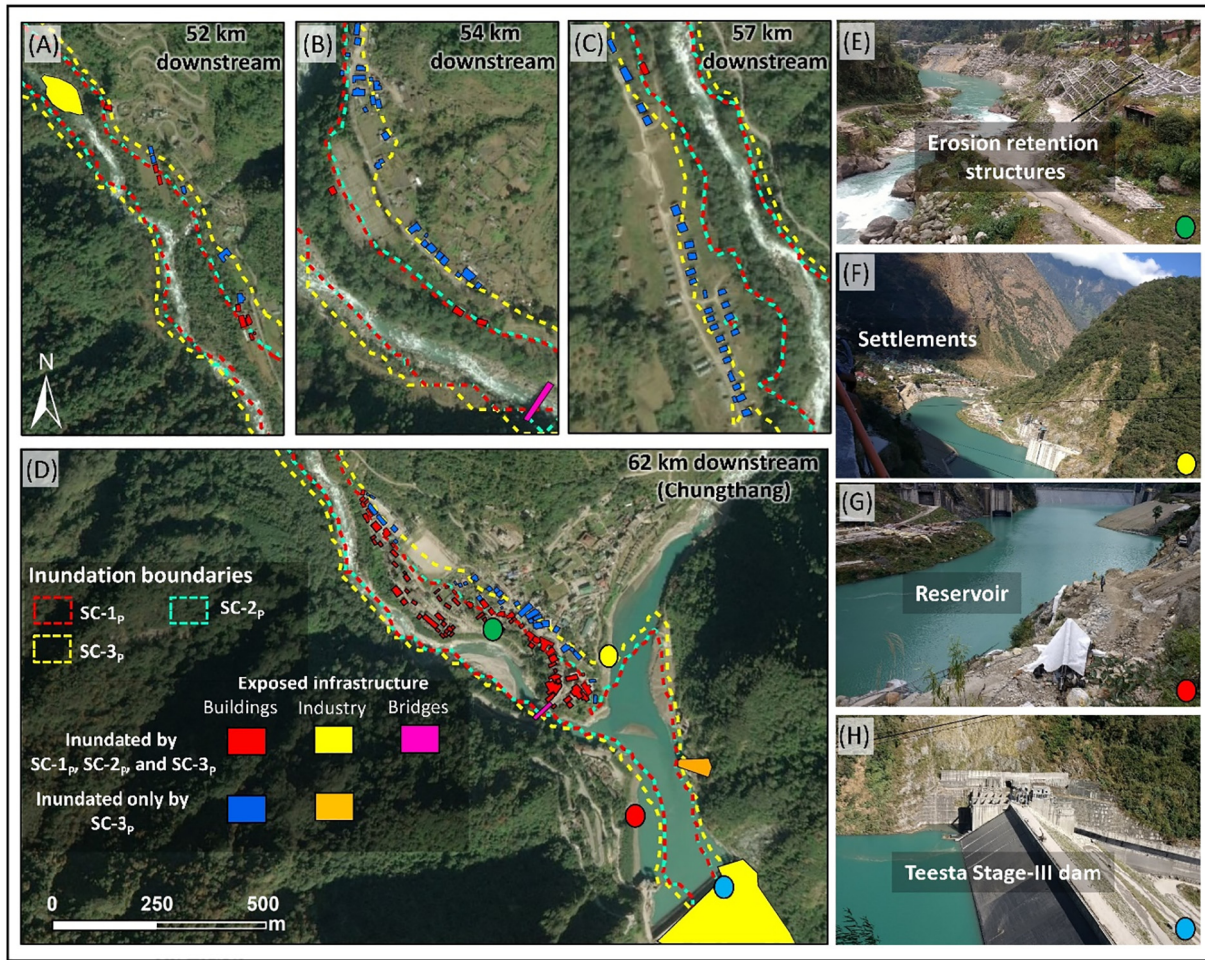 (A)
52 km
downstream
(B)
54 km
downstream
(C)
57 km
downstream
N
(D)
62 km downstream
(Chungthang)
Inundation boundaries
SC-1P
SC-2P
SC-3P
Exposed infrastructure
Buildings Industry Bridges
Inundated by
SC-1P, SC-2P, and SC-3P
Inundated only by
SC-3P
0 250 500
m
(E)
Erosion retention
structures
(F)
Settlements
(G)
Reservoir
(H)
Teesta Stage-III dam